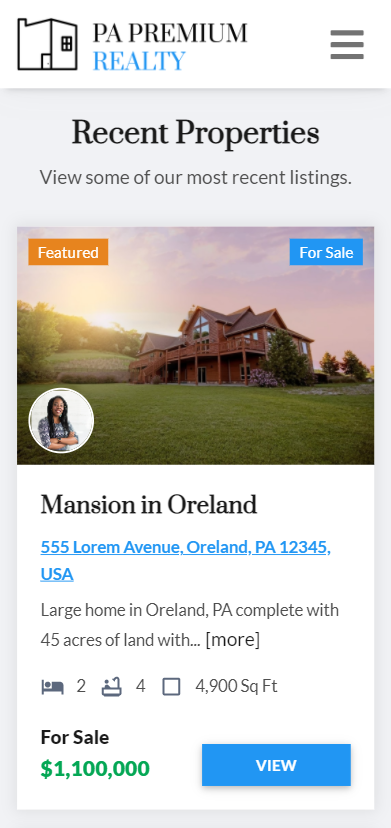 PA PREMIUM
REALTY
Recent Properties
View some of our most recent listings.
Featured
For Sale
Mansion in Oreland
555 Lorem Avenue, Oreland, PA 12345,
USA
Large home in Oreland, PA complete with
45 acres of land with... [more]
2 4 4,900 Sq Ft
For Sale
$1,100,000
VIEW